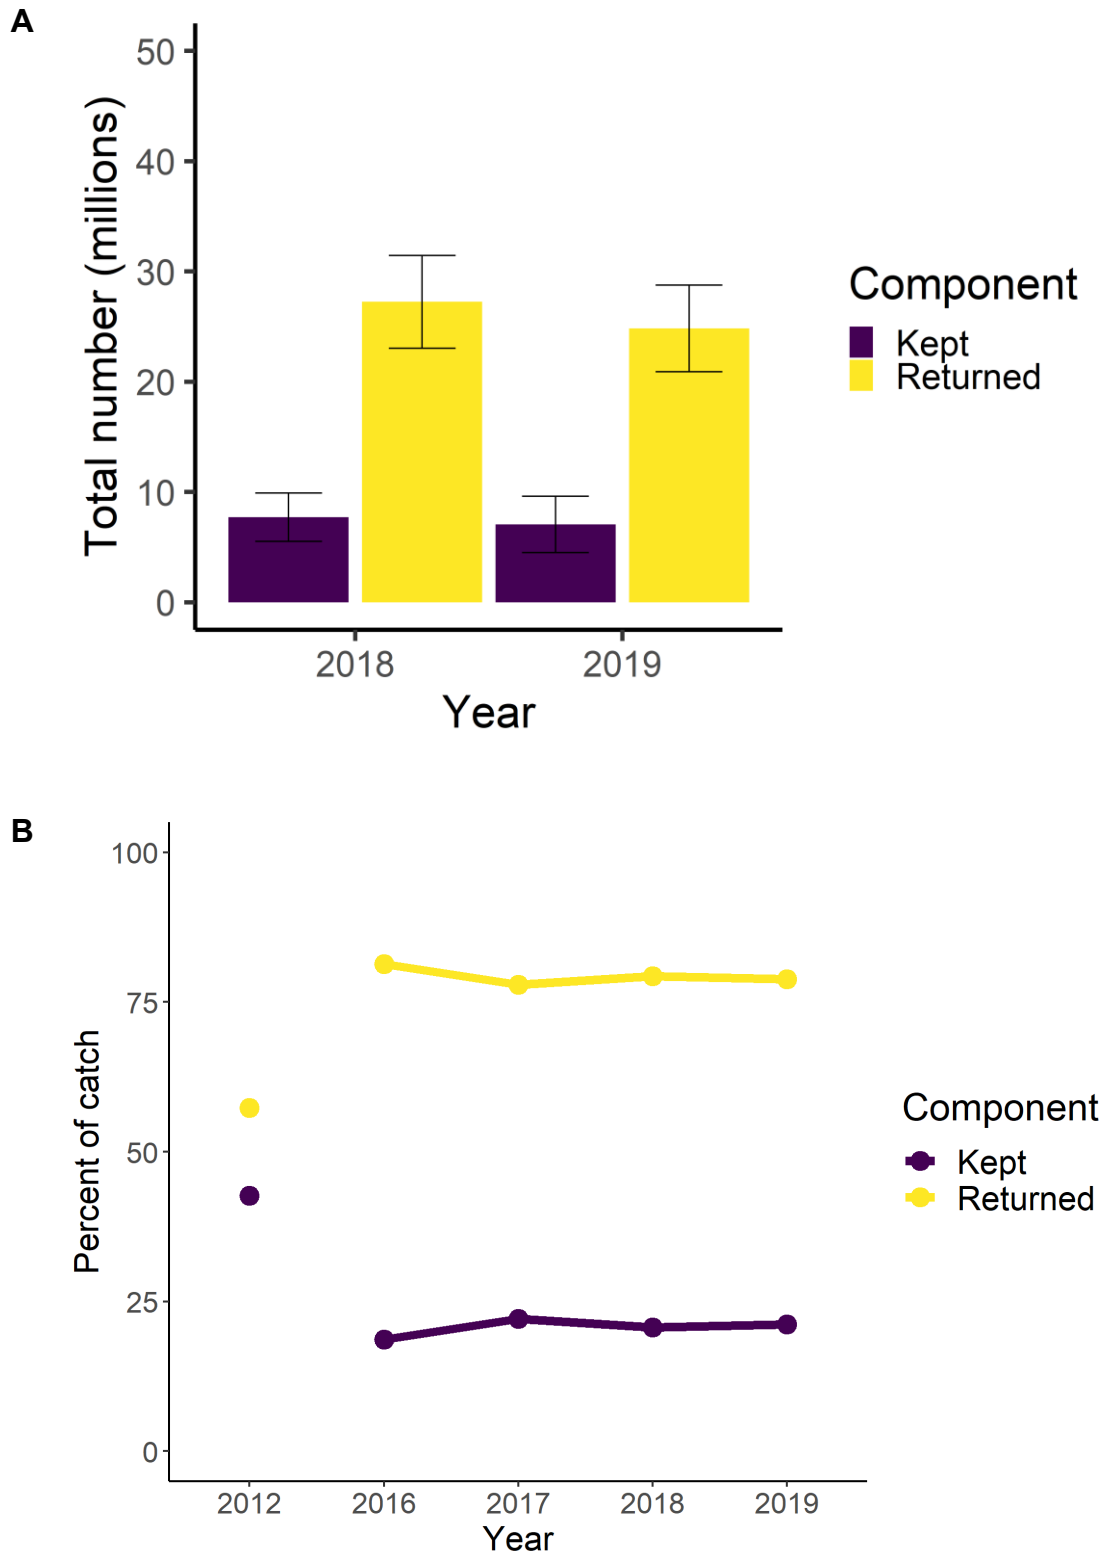 A
Total number (millions)
50
40
30
20
10
0
2018 2019
Year
Component
Kept
Returned
B
Percent of catch
100
75
50
25
0
2012 2016 2017 2018 2019
Year
Component
Kept
Returned